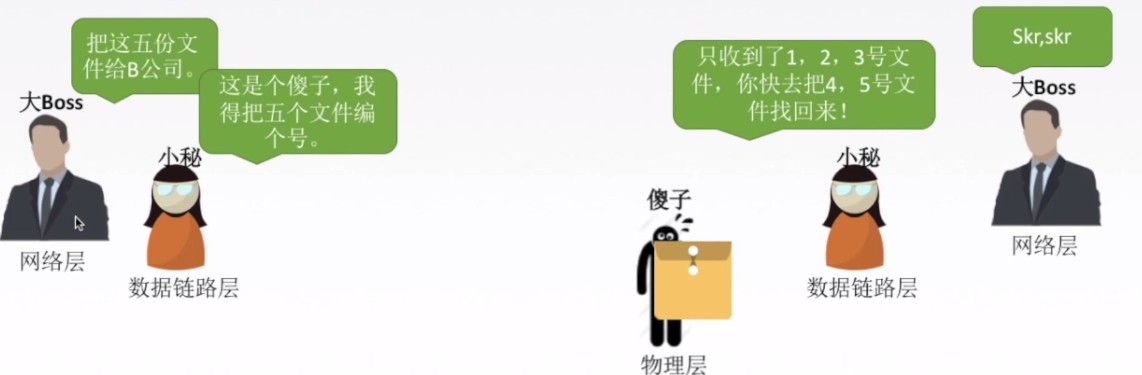 把这五份文
件给B公司。
大Boss
这是个傻子，我
得把五个文件编
个号。
小秘
网络层
数据链路层
只收到了1，2，3号文
件，你快去把4，5号文
件找回来！
Skr,skr
大Boss
小秘
傻子
网络层
数据链路层
物理层